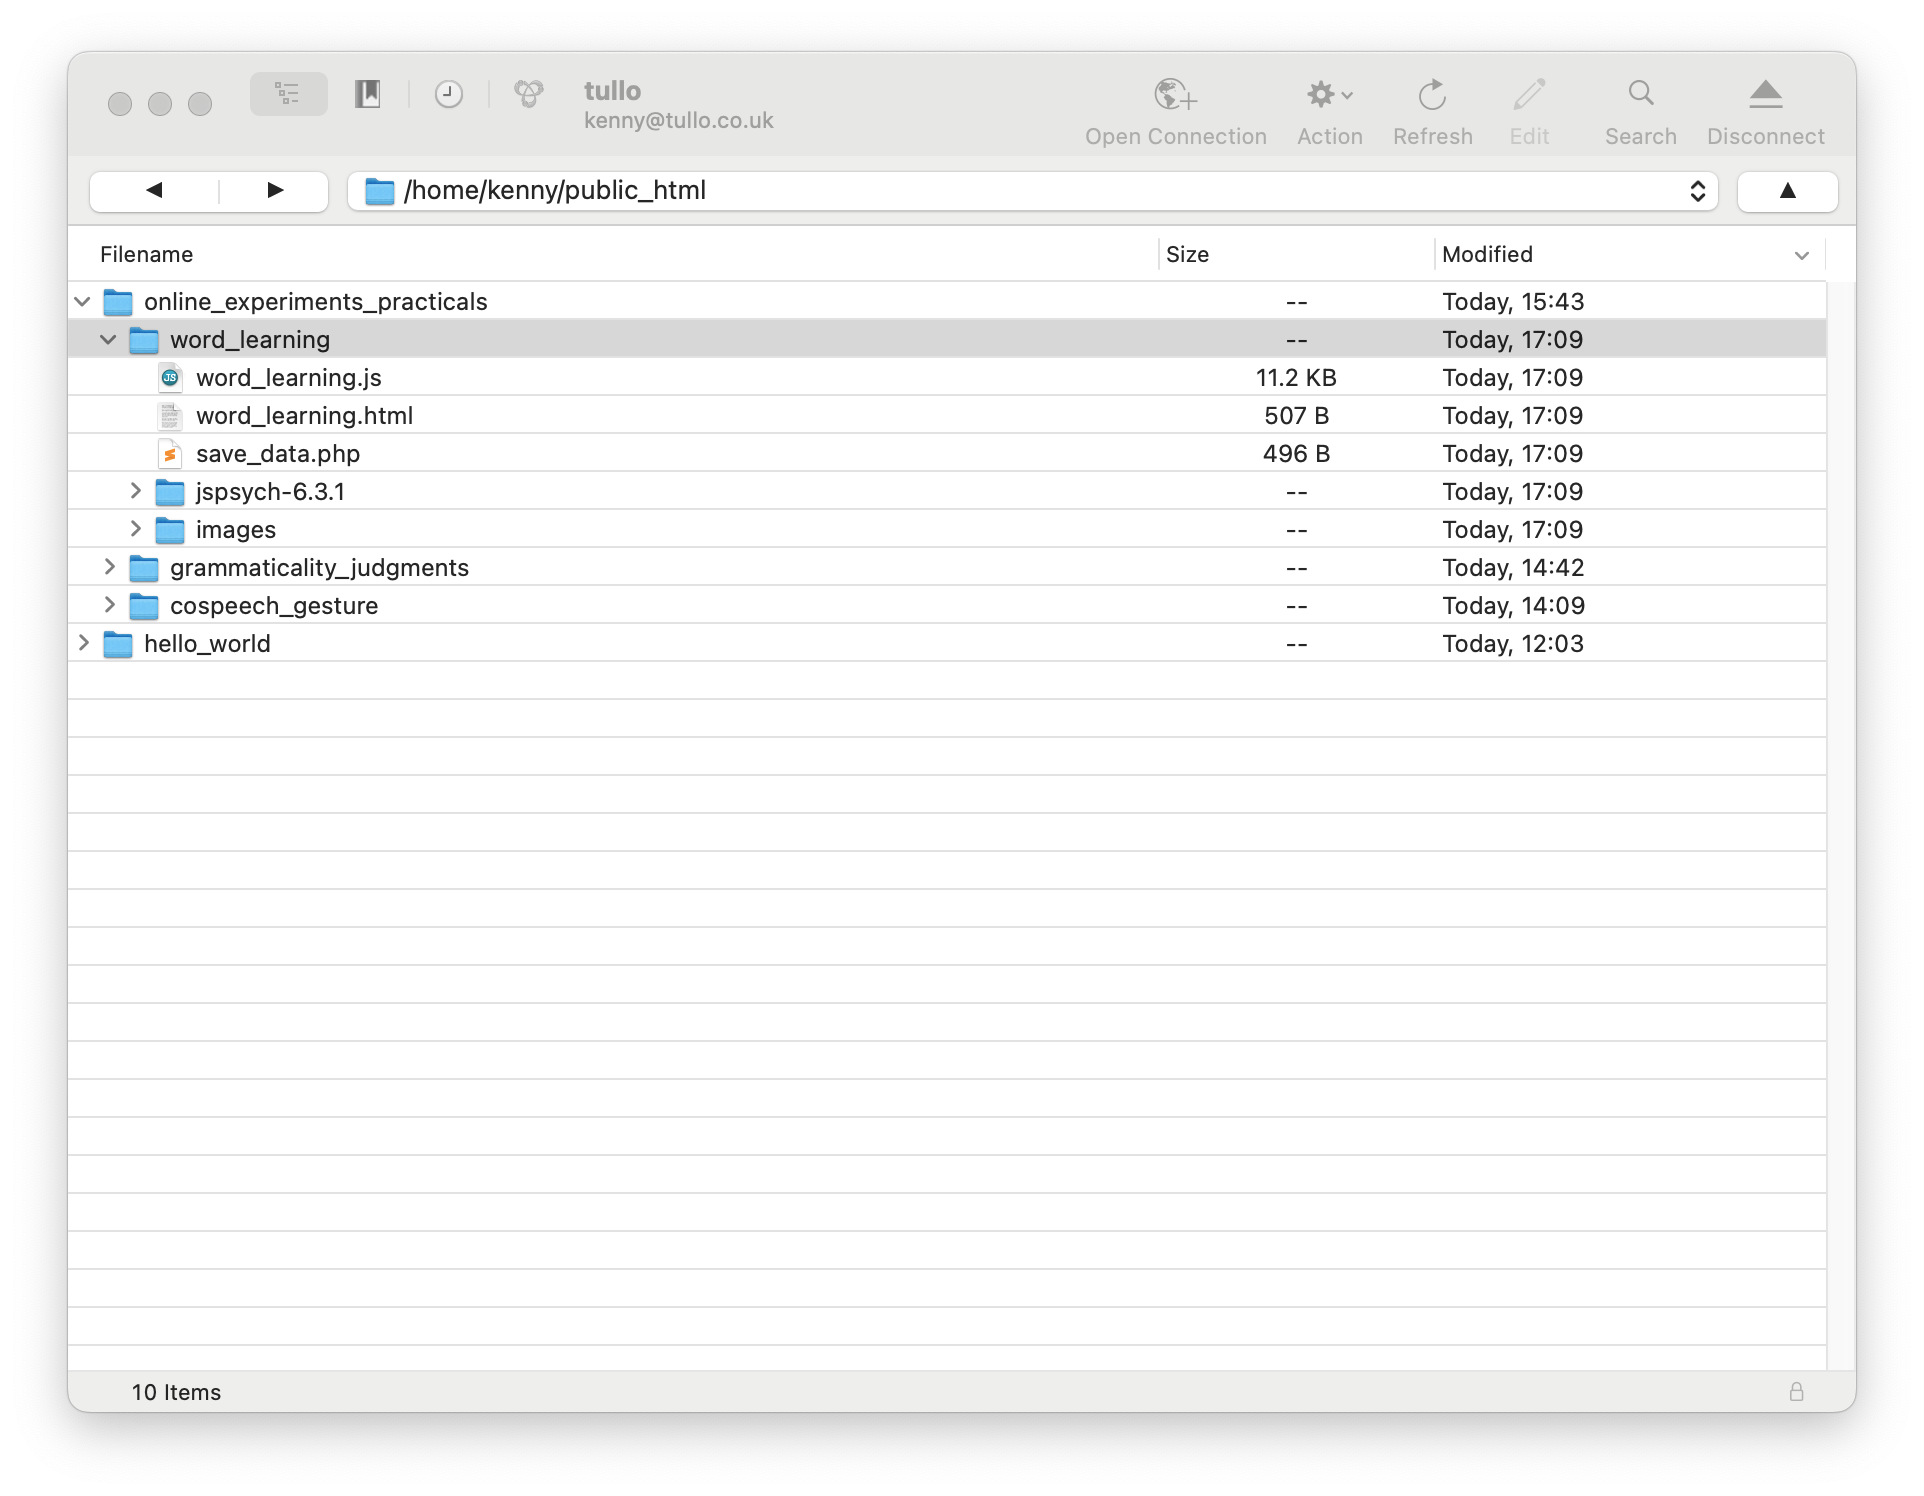 tullo
kenny@tullo.co.uk
Open Connection Action Refresh Edit Search Disconnect
/home/kenny/public_html
Filename Size Modified
online_experiments_practicals -- Today, 15:43
word_learning -- Today, 17:09
JS word_learning.js 11.2 KB Today, 17:09
word_learning.html 507 B Today, 17:09
save_data.php 496 B Today, 17:09
jspsych-6.3.1 -- Today, 17:09
images -- Today, 17:09
grammaticality_judgments -- Today, 14:42
cospeech_gesture -- Today, 14:09
hello_world -- Today, 12:03
10 Items